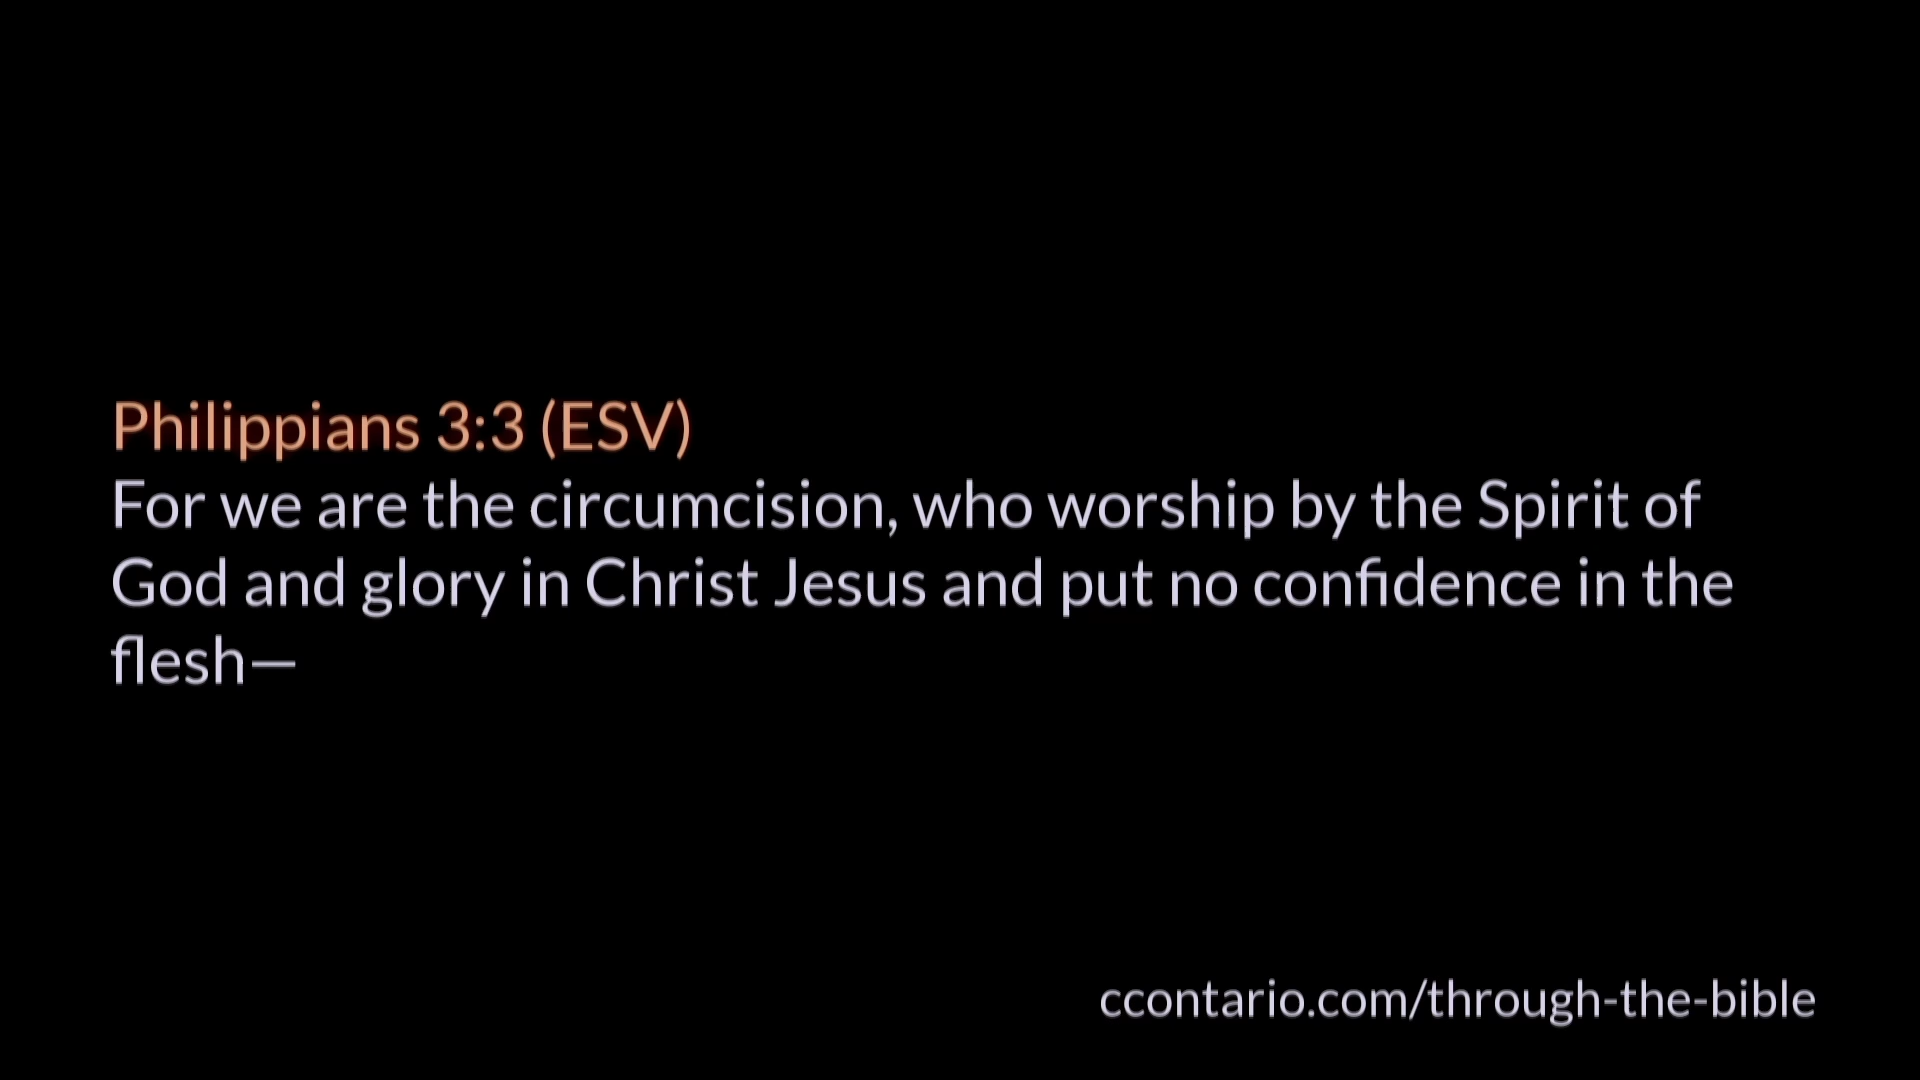 Philippians 3:3 (ESV)
For we are the circumcision, who worship by the Spirit of
God and glory in Christ Jesus and put no confidence in the
flesh—
ccontario.com/through-the-bible